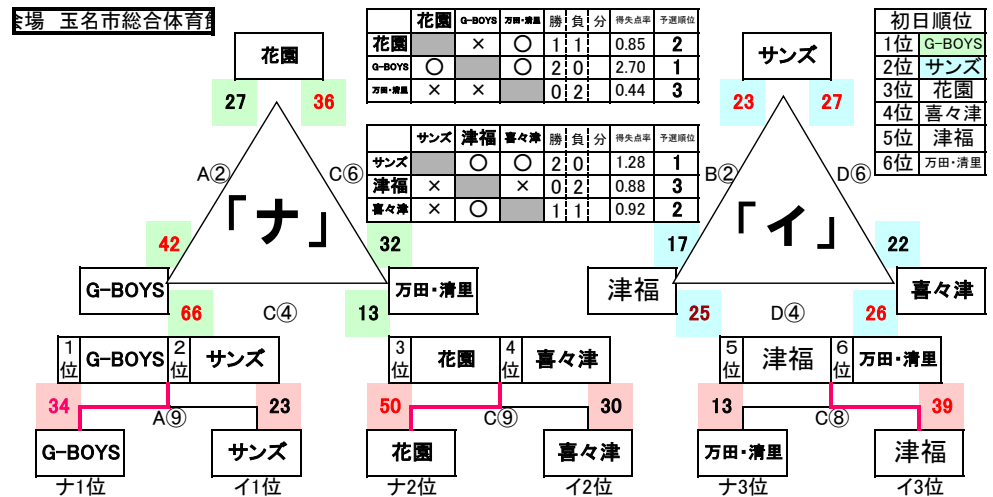 会場 玉名市総合体育館
花園 G-BOYS 万田・清里 勝 負 分 得失点率 予選順位
花園 × ○ 1 1 0.85 2
G-BOYS ○ ○ 2 0 2.70 1
万田・清里 × × 0 2 0.44 3
サンズ 津福 喜々津 勝 負 分 得失点率 予選順位
サンズ ○ ○ 2 0 1.28 1
津福 × × 0 2 0.88 3
喜々津 × ○ 1 1 0.92 2
初日順位
1位 G-BOYS
2位 サンズ
3位 花園
4位 喜々津
5位 津福
6位 万田・清里
花園
27 36
A② C⑥
「ナ」
42 32
G-BOYS 万田・清里
66 C④ 13
サンズ
23 27
B② D⑥
「イ」
17 22
津福 喜々津
25 D④ 26
1位 G-BOYS 2位 サンズ
34 A⑨ 23
G-BOYS サンズ
ナ1位 イ1位
3位 花園 4位 喜々津
50 C⑨ 30
花園 喜々津
ナ2位 イ2位
5位 津福 6位 万田・清里
13 C⑧ 39
万田・清里 津福
ナ3位 イ3位